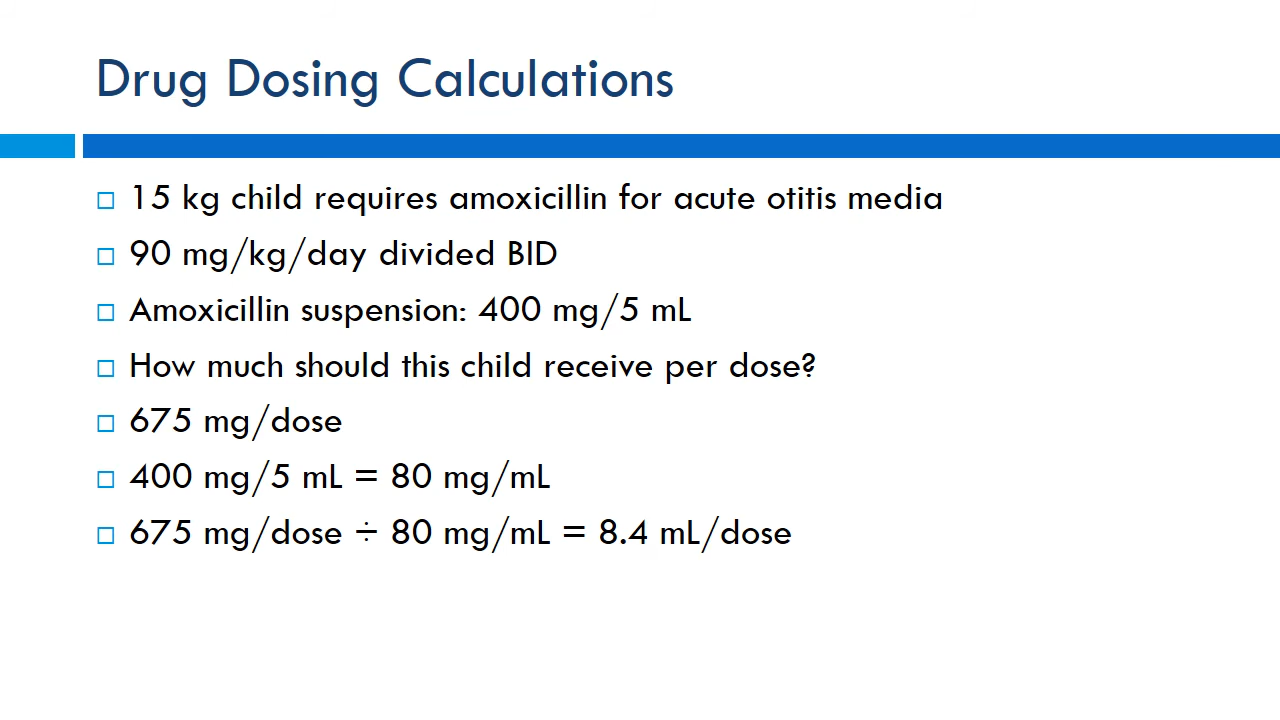 Drug Dosing Calculations
15 kg child requires amoxicillin for acute otitis media
90 mg/kg/day divided BID
Amoxicillin suspension: 400 mg/5 mL
How much should this child receive per dose?
675 mg/dose
400 mg/5 mL = 80 mg/mL
675 mg/dose ÷ 80 mg/mL = 8.4 mL/dose